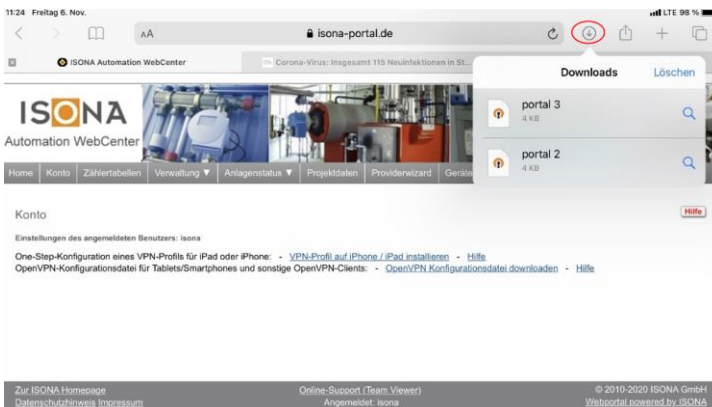 11:24 Freitag 6. Nov.
LTE 98 %
AA
isona-portal.de
ISONA Automation WebCenter
Corona-Virus: Insgesamt 115 Neuinfektionen in St...
Downloads
Löschen
portal 3
4 KB
portal 2
4 KB
ISONA
Automation WebCenter
Home Konto Zählertabellen Verwaltung ▼ Anlagenstatus ▼ Projektdaten Providerwizard Geräte
Konto
Hilfe
Einstellungen des angemeldeten Benutzers: isona
One-Step-Konfiguration eines VPN-Profils für iPad oder iPhone: - VPN-Profil auf iPhone / iPad installieren - Hilfe
OpenVPN-Konfigurationsdatei für Tablets/Smartphones und sonstige OpenVPN-Clients: - OpenVPN Konfigurationsdatei downloaden - Hilfe
Zur ISONA Homepage
Online-Support (Team Viewer)
© 2010-2020 ISONA GmbH
Datenschutzhinweis Impressum
Angemeldet: isona
Webportal powered by ISONA